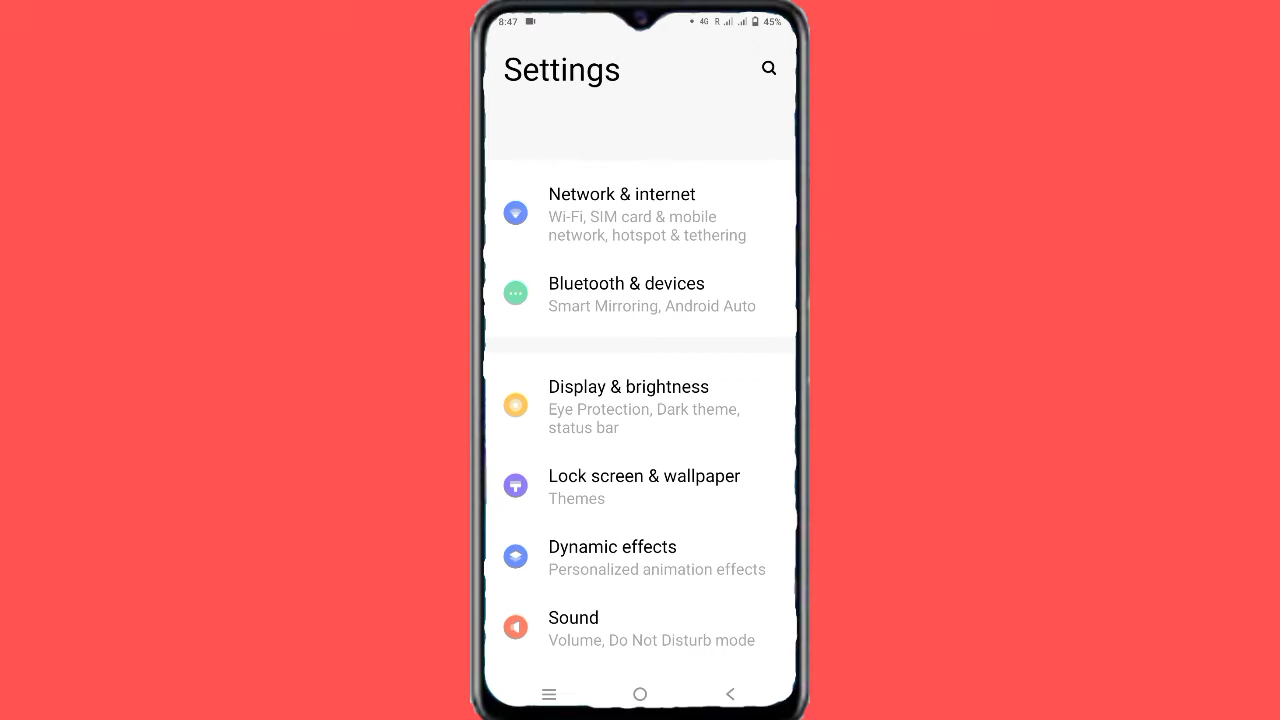 8:47 4G R 45%
Settings
Network & internet
Wi-Fi, SIM card & mobile
network, hotspot & tethering
Bluetooth & devices
Smart Mirroring, Android Auto
Display & brightness
Eye Protection, Dark theme,
status bar
Lock screen & wallpaper
Themes
Dynamic effects
Personalized animation effects
Sound
Volume, Do Not Disturb mode